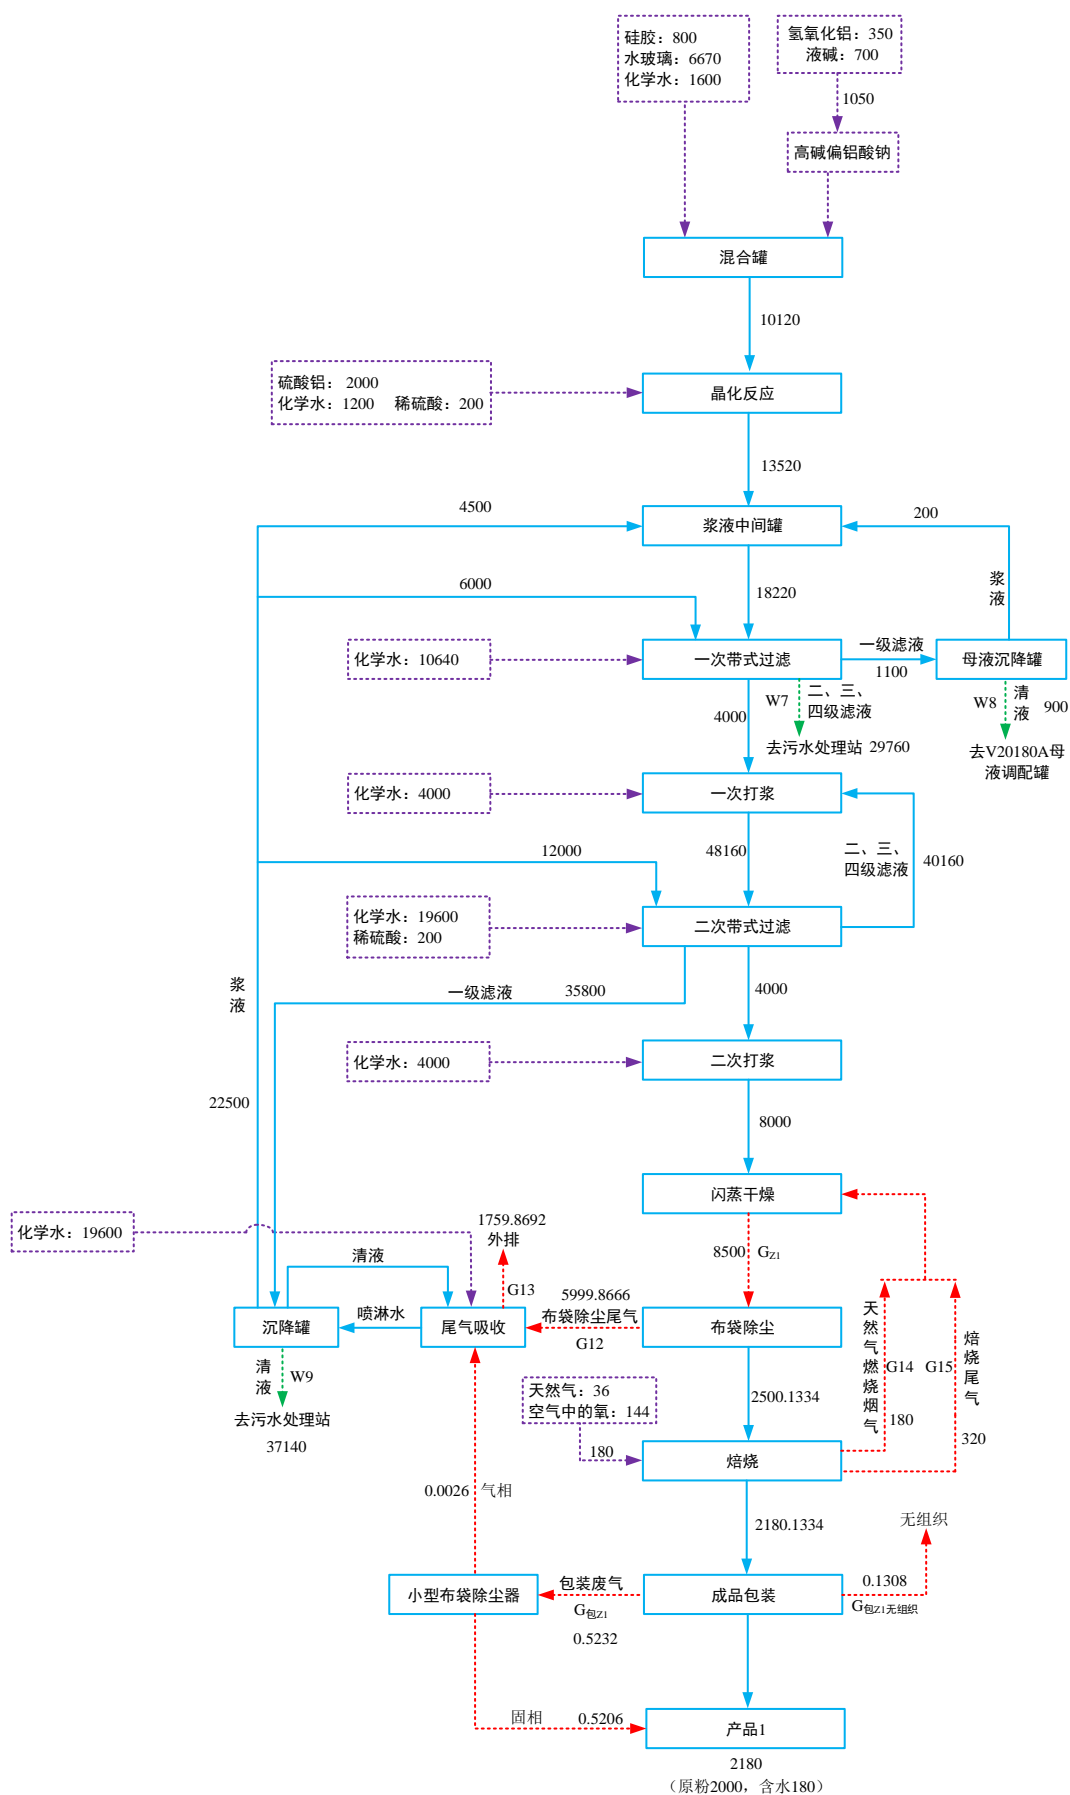 硅胶：800
水玻璃：6670
化学水：1600
氢氧化铝：350
液碱：700
1050
高碱偏铝酸钠
混合罐
10120
硫酸铝： 2000
化学水：1200 稀硫酸：200
晶化反应
13520
4500
浆液中间罐
200
浆液
6000
18220
化学水：10640
一次带式过滤
一级滤液
1100
母液沉降罐
W7
二、三、
四级滤液
4000
去污水处理站 29760
W8
清液
900
去V20180A母
液调配罐
化学水：4000
一次打浆
12000
48160
二、三、
四级滤液
40160
化学水：19600
稀硫酸：200
二次带式过滤
浆液
一级滤液
35800
4000
化学水：4000
二次打浆
22500
8000
闪蒸干燥
化学水：19600
1759.8692
外排
清液
G13
8500
GZ1
5999.8666
布袋除尘尾气
G12
沉降罐
喷淋水
尾气吸收
布袋除尘
清液
W9
去污水处理站
37140
天然气：36
空气中的氧：144
180
2500.1334
天然气燃烧烟气
G14
180
G15
焙烧尾气
320
焙烧
0.0026
气相
2180.1334
无组织
小型布袋除尘器
包装废气
G包Z1
0.5232
成品包装
0.1308
G包Z1无组织
固相
0.5206
产品1
2180
（原粉2000，含水180）